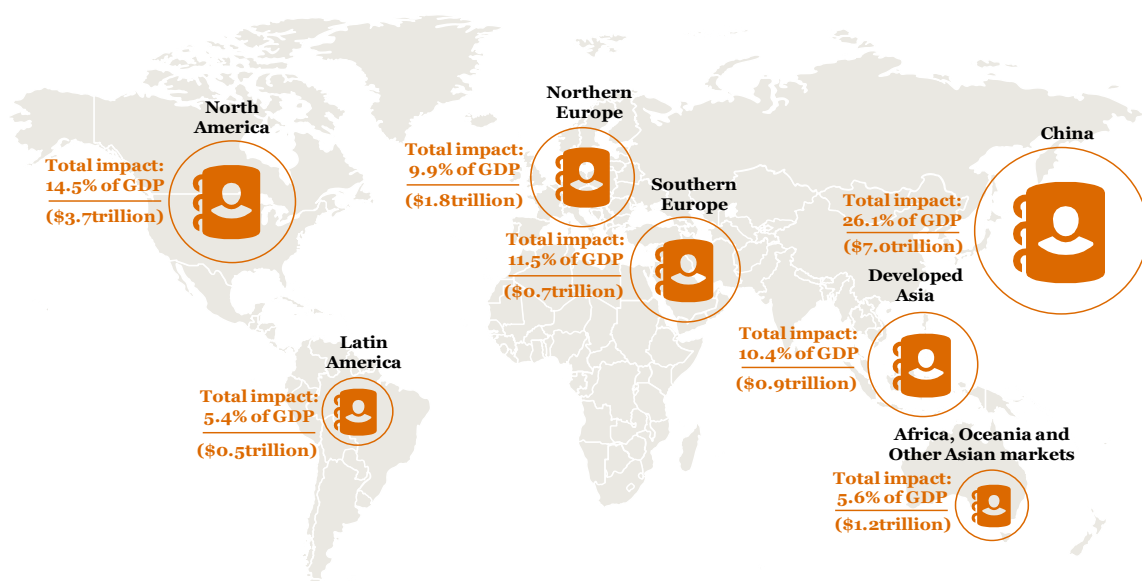 North
America
Total impact:
14.5% of GDP
($3.7trillion)
Northern
Europe
Total impact:
9.9% of GDP
($1.8trillion)
Southern
Europe
Total impact:
11.5% of GDP
($0.7trillion)
China
Total impact:
26.1% of GDP
($7.0trillion)
Developed
Asia
Total impact:
10.4% of GDP
($0.9trillion)
Latin
America
Total impact:
5.4% of GDP
($0.5trillion)
Africa, Oceania and
Other Asian markets
Total impact:
5.6% of GDP
($1.2trillion)